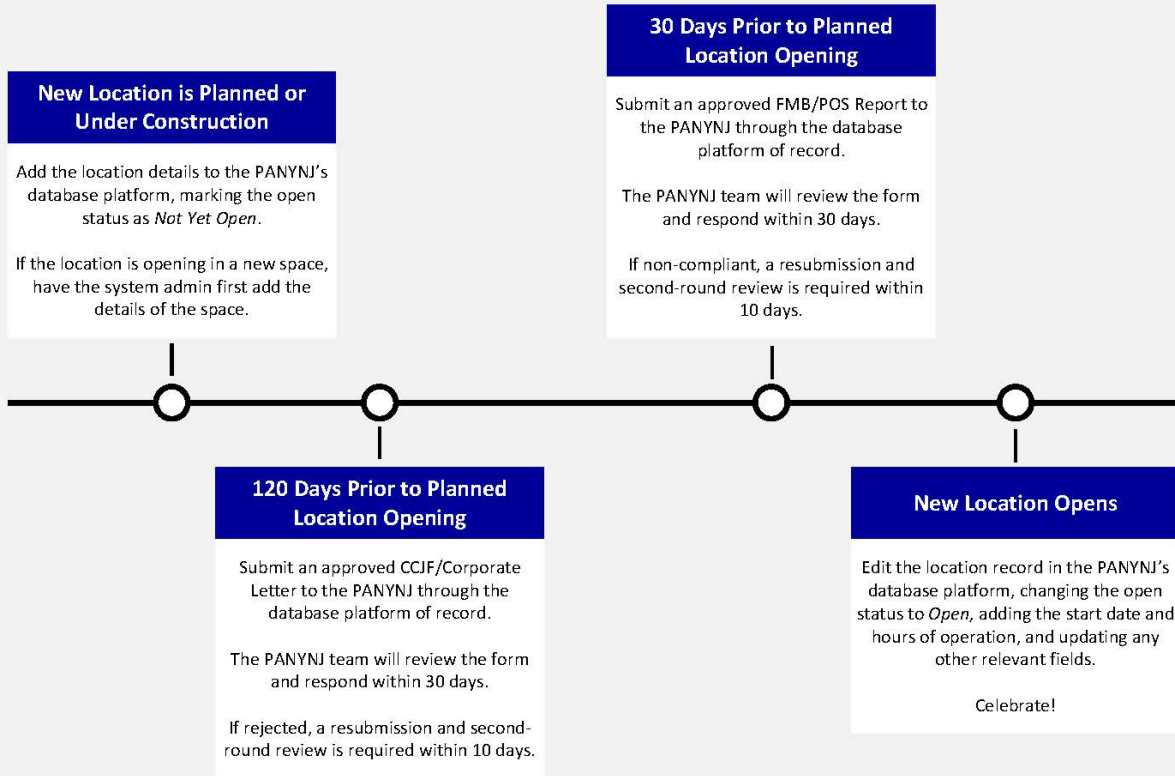 New Location is Planned or
Under Construction
Add the location details to the PANYNJ's
database platform, marking the open
status as Not Yet Open.
If the location is opening in a new space,
have the system admin first add the
details of the space.
120 Days Prior to Planned
Location Opening
Submit an approved CCJF/Corporate
Letter to the PANYNJ through the
database platform of record.
The PANYNJ team will review the form
and respond within 30 days.
If rejected, a resubmission and second-
round review is required within 10 days.
30 Days Prior to Planned
Location Opening
Submit an approved FMB/POS Report to
the PANYNJ through the database
platform of record.
The PANYNJ team will review the form
and respond within 30 days.
If non-compliant, a resubmission and
second-round review is required within
10 days.
New Location Opens
Edit the location record in the PANYNJ's
database platform, changing the open
status to Open, adding the start date and
hours of operation, and updating any
other relevant fields.
Celebrate!